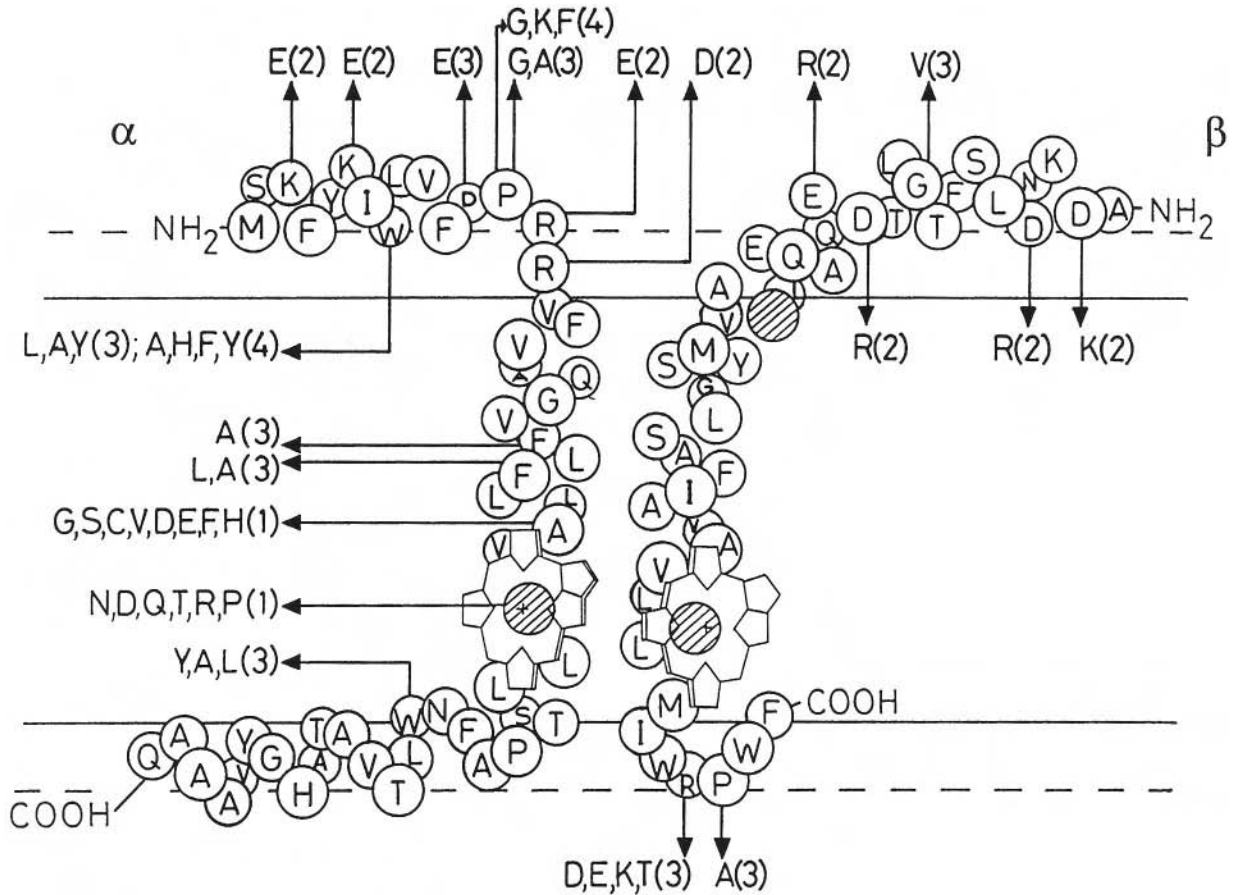 G,K,F(4)
E(2) E(2) E(3) G,A(3) E(2) D(2) R(2) V(3)
α β
S K Y K I L V D P R L G S F N K
NH₂ M F W F R E Q D T T L D D A NH₂
E Q A
V F A V
L,A,Y(3); A,H,F,Y(4) V A Q S M Y G R(2) R(2) K(2)
V G L
A(3) F S A
L,A(3) F L I F
L L A
G,S,C,V,D,E,F,H(1) A V A
V V
N,D,Q,T,R,P(1) + L +
Y,A,L(3) L L L
W N S T M F COOH
Q A Y G T A F P I W
A V A V L A W R P
COOH A H T
D,E,K,T(3) A(3)